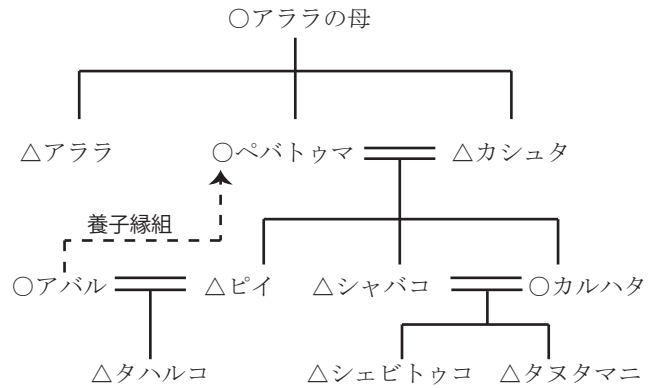 ○アララの母
△アララ ○ペバトゥマ △カシュタ
養子縁組
○アバル △ピイ △シャバコ ○カルハタ
△タハルコ △シェビトゥコ △タヌタマニ